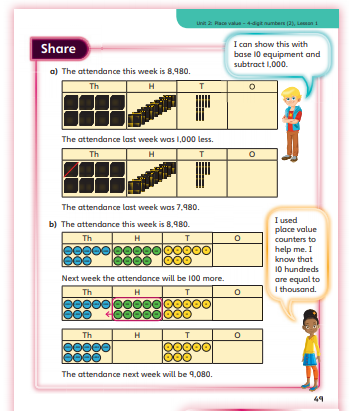 Unit 2: Place value – 4-digit numbers (2), Lesson 1
Share
I can show this with
base 10 equipment and
subtract 1,000.
a) The attendance this week is 8,980.
Th H T O
The attendance last week was 1,000 less.
Th H T O
The attendance last week was 7,980.
b) The attendance this week is 8,980.
Th H T O
Next week the attendance will be 100 more.
Th H T O
Th H T O
The attendance next week will be 9,080.
I used
place value
counters to
help me. I
know that
10 hundreds
are equal to
1 thousand.
49